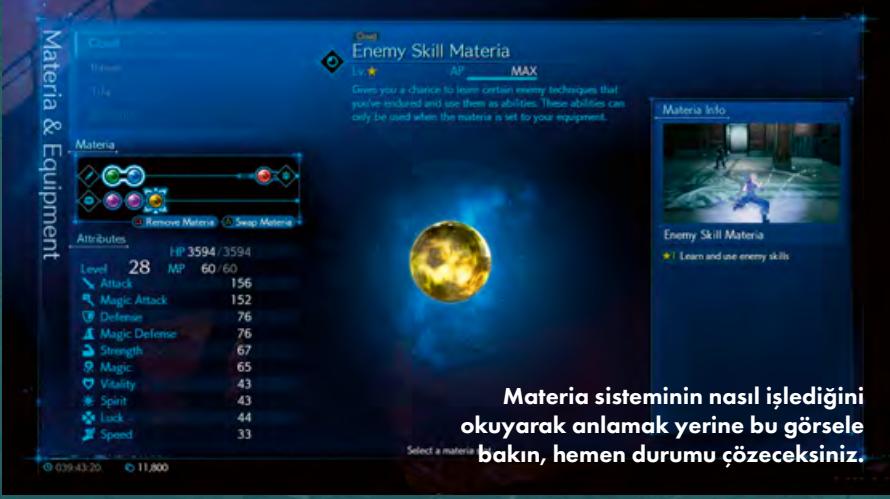 Materia & Equipment
Cloud
Barret
Tifa
Cloud
Enemy Skill Materia
Lv.★ AP MAX
Gives you a chance to learn certain enemy techniques that
you've endured and use them as abilities. These abilities can
only be used when the materia is set to your equipment.
Materia
Remove Materia Swap Materia
Attributes
HP 3594/3594
Level 28 MP 60/60
Attack 156
Magic Attack 152
Defense 76
Magic Defense 76
Strength 67
Magic 65
Vitality 43
Spirit 43
Luck 44
Speed 33
039:43:20 11,800
Materia Info
Enemy Skill Materia
★1 Learn and use enemy skills
Select a materia
Materia sisteminin nasıl işlediğini
okuyarak anlamak yerine bu görsele
bakın, hemen durumu çözeceksiniz.